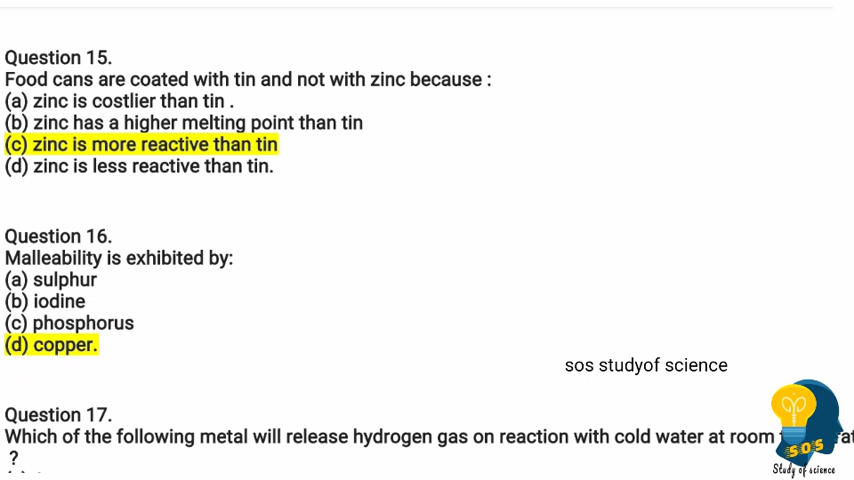 Question 15.
Food cans are coated with tin and not with zinc because :
(a) zinc is costlier than tin .
(b) zinc has a higher melting point than tin
(c) zinc is more reactive than tin
(d) zinc is less reactive than tin.
Question 16.
Malleability is exhibited by:
(a) sulphur
(b) iodine
(c) phosphorus
(d) copper.
sos studyof science
Question 17.
Which of the following metal will release hydrogen gas on reaction with cold water at room
?
SOS
Study of science